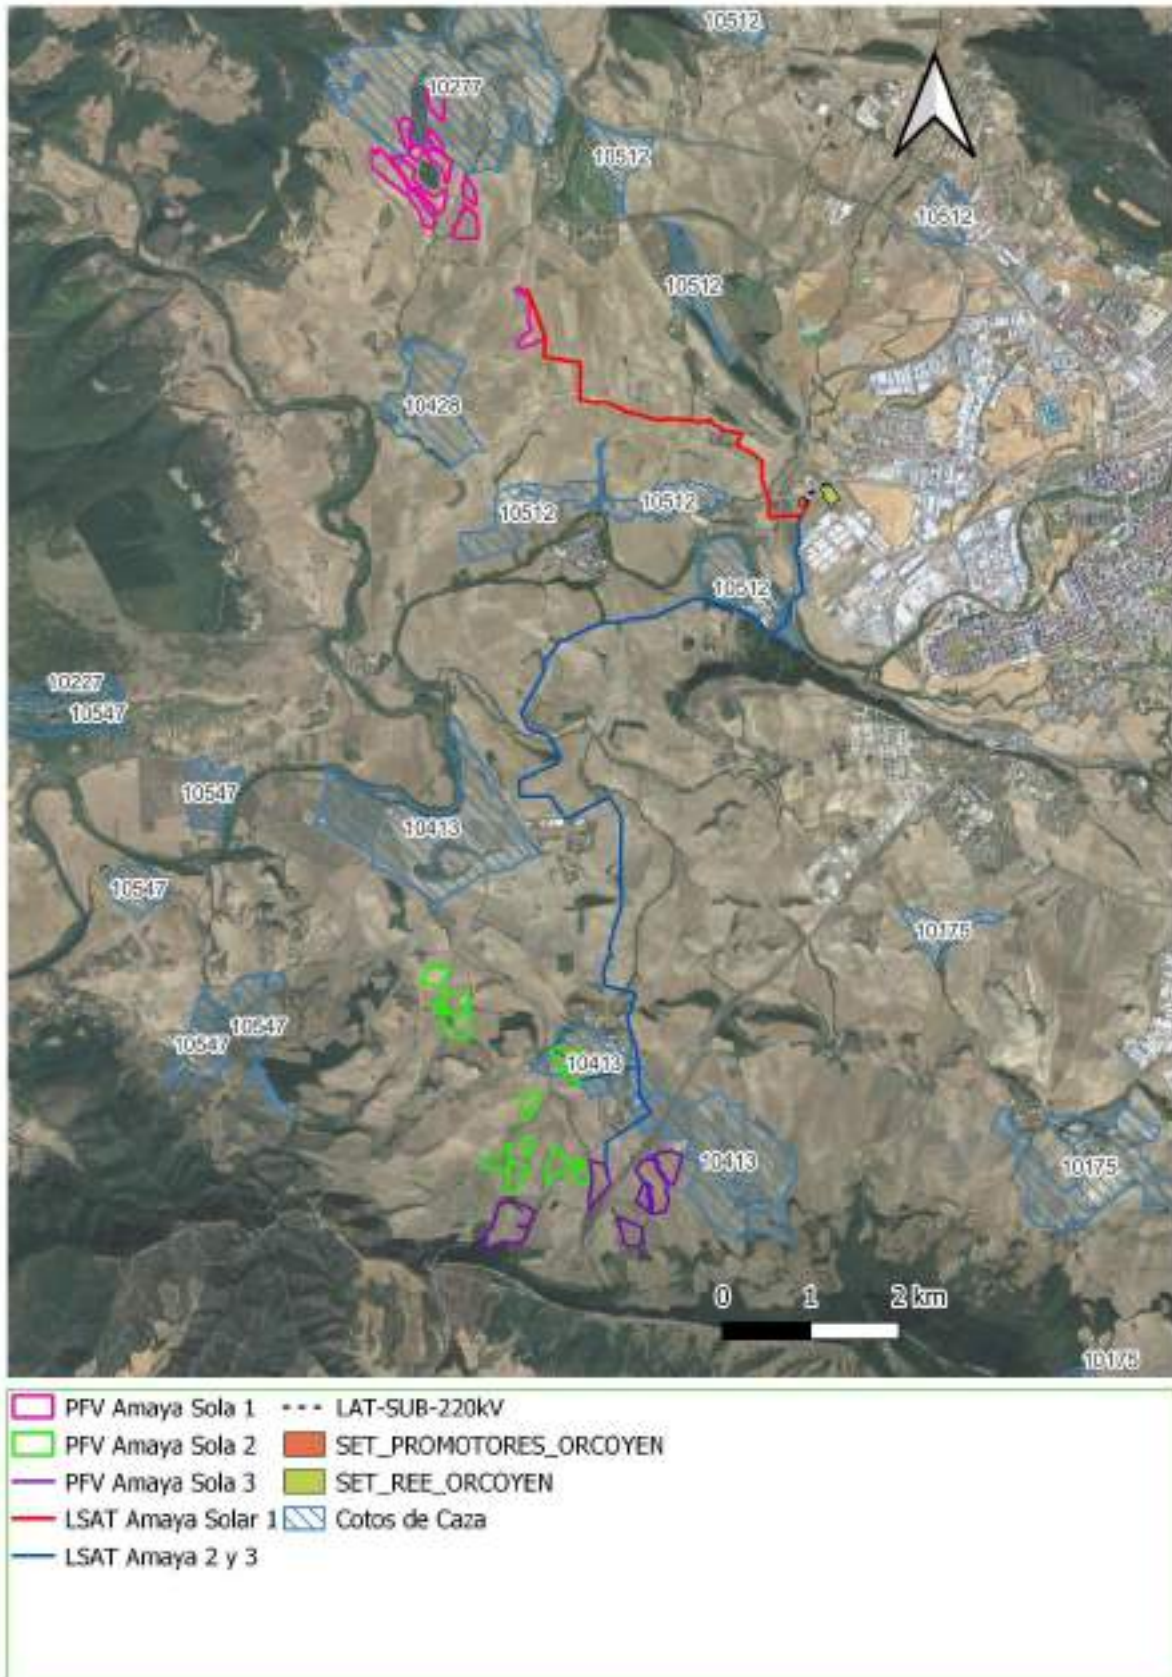 10512
10277
10512
10512
10512
10428
10512
10512
10512
10227
10547
10547
10413
10547
10175
10547
10547
10413
10413
10175
0 1 2 km
10175
PFV Amaya Sola 1
PFV Amaya Sola 2
PFV Amaya Sola 3
LSAT Amaya Solar 1
LSAT Amaya 2 y 3
LAT-SUB-220kV
SET_PROMOTORES_ORCOYEN
SET_REE_ORCOYEN
Cotos de Caza